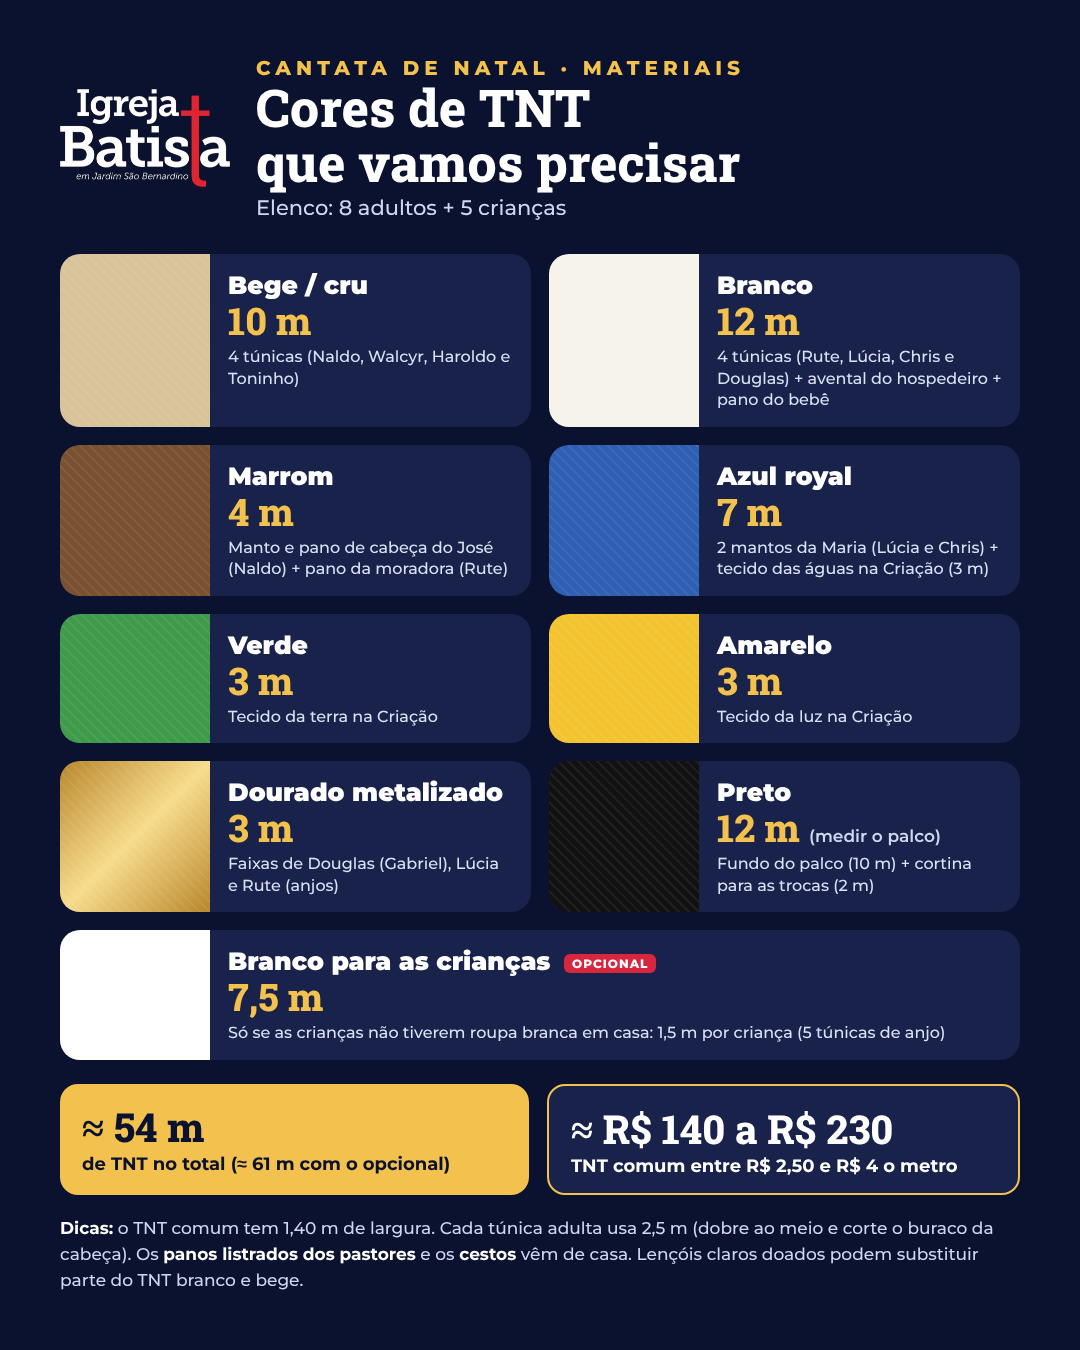 Igreja
Batista
em Jardim São Bernardino
CANTATA DE NATAL · MATERIAIS
Cores de TNT
que vamos precisar
Elenco: 8 adultos + 5 crianças
Bege / cru
10 m
4 túnicas (Naldo, Walcyr, Haroldo e
Toninho)
Branco
12 m
4 túnicas (Rute, Lúcia, Chris e
Douglas) + avental do hospedeiro +
pano do bebê
Marrom
4 m
Manto e pano de cabeça do José
(Naldo) + pano da moradora (Rute)
Azul royal
7 m
2 mantos da Maria (Lúcia e Chris) +
tecido das águas na Criação (3 m)
Verde
3 m
Tecido da terra na Criação
Amarelo
3 m
Tecido da luz na Criação
Dourado metalizado
3 m
Faixas de Douglas (Gabriel), Lúcia
e Rute (anjos)
Preto
12 m (medir o palco)
Fundo do palco (10 m) + cortina
para as trocas (2 m)
Branco para as crianças OPCIONAL
7,5 m
Só se as crianças não tiverem roupa branca em casa: 1,5 m por criança (5 túnicas de anjo)
≈ 54 m
de TNT no total (≈ 61 m com o opcional)
≈ R$ 140 a R$ 230
TNT comum entre R$ 2,50 e R$ 4 o metro
Dicas: o TNT comum tem 1,40 m de largura. Cada túnica adulta usa 2,5 m (dobre ao meio e corte o buraco da
cabeça). Os panos listrados dos pastores e os cestos vêm de casa. Lençóis claros doados podem substituir
parte do TNT branco e bege.